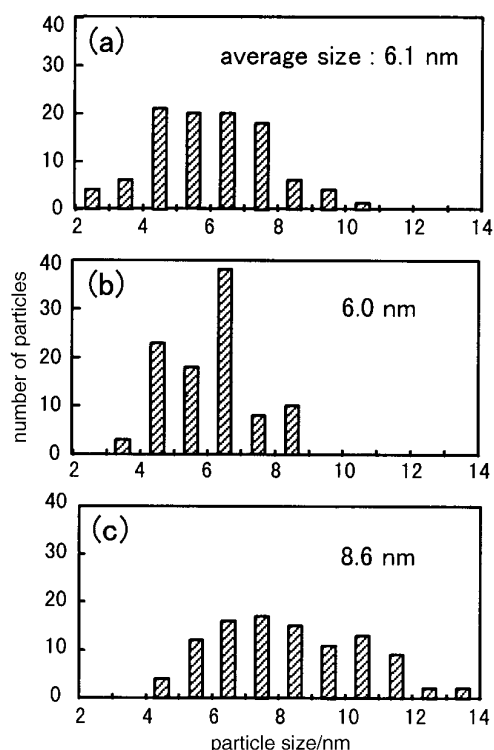 40
(a)
average size : 6.1 nm
30
20
10
0
2 4 6 8 10 12 14
40
(b)
6.0 nm
30
20
10
0
2 4 6 8 10 12 14
number of particles
40
(c)
8.6 nm
30
20
10
0
2 4 6 8 10 12 14
particle size/nm